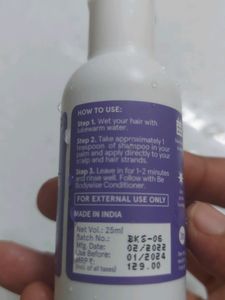 HOW TO USE:
Step 1. Wet your hair with
lukewarm water.
Step 2. Take approximately 1
teaspoon of shampoo in your
palm and apply directly to your
scalp and hair strands.
Step 3. Leave in for 1-2 minutes
and rinse well. Follow with Be
Bodywise Conditioner.
FOR EXTERNAL USE ONLY
MADE IN INDIA
Net Vol.: 25ml
Batch No.: BKS-06
Mfg. Date: 02/2022
Use Before: 01/2024
MRP₹: 129.00
(Incl. of all taxes)